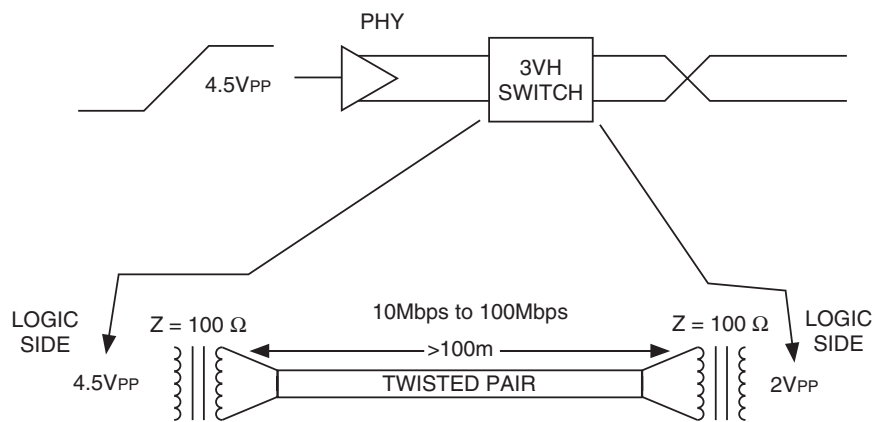 PHY
4.5VPP
3VH
SWITCH
10Mbps to 100Mbps
LOGIC
SIDE
Z = 100 Ω
Z = 100 Ω
LOGIC
SIDE
>100m
4.5VPP
TWISTED PAIR
2VPP